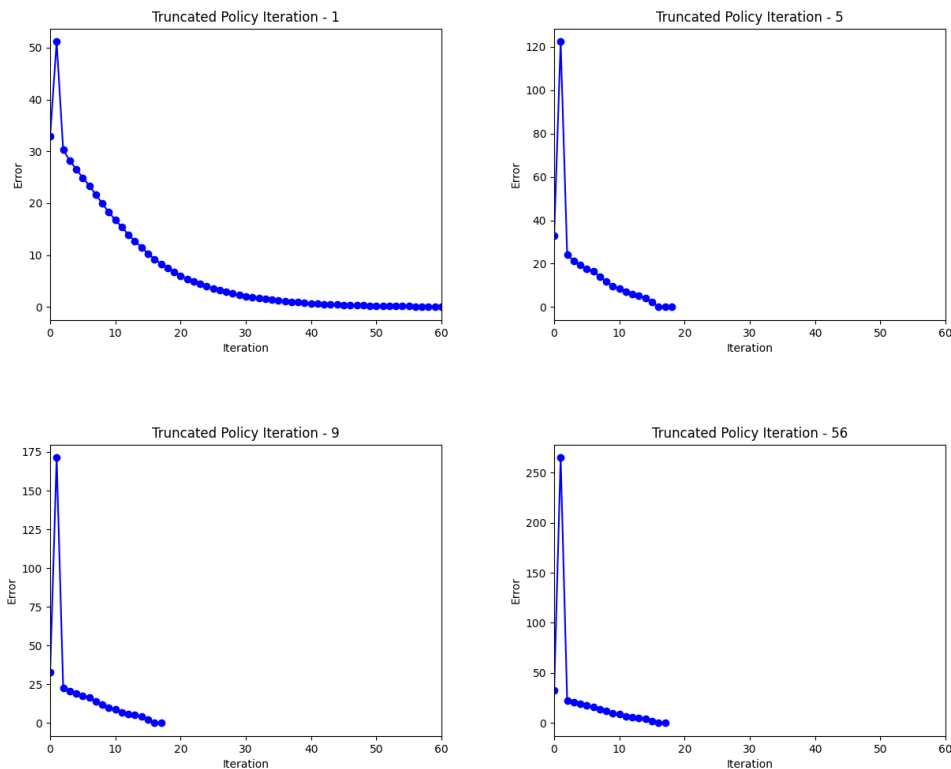 Truncated Policy Iteration - 1
50
40
30
20
10
0
Error
0 10 20 30 40 50 60
Iteration
Truncated Policy Iteration - 5
120
100
80
60
40
20
0
Error
0 10 20 30 40 50 60
Iteration
Truncated Policy Iteration - 9
175
150
125
100
75
50
25
0
Error
0 10 20 30 40 50 60
Iteration
Truncated Policy Iteration - 56
250
200
150
100
50
0
Error
0 10 20 30 40 50 60
Iteration